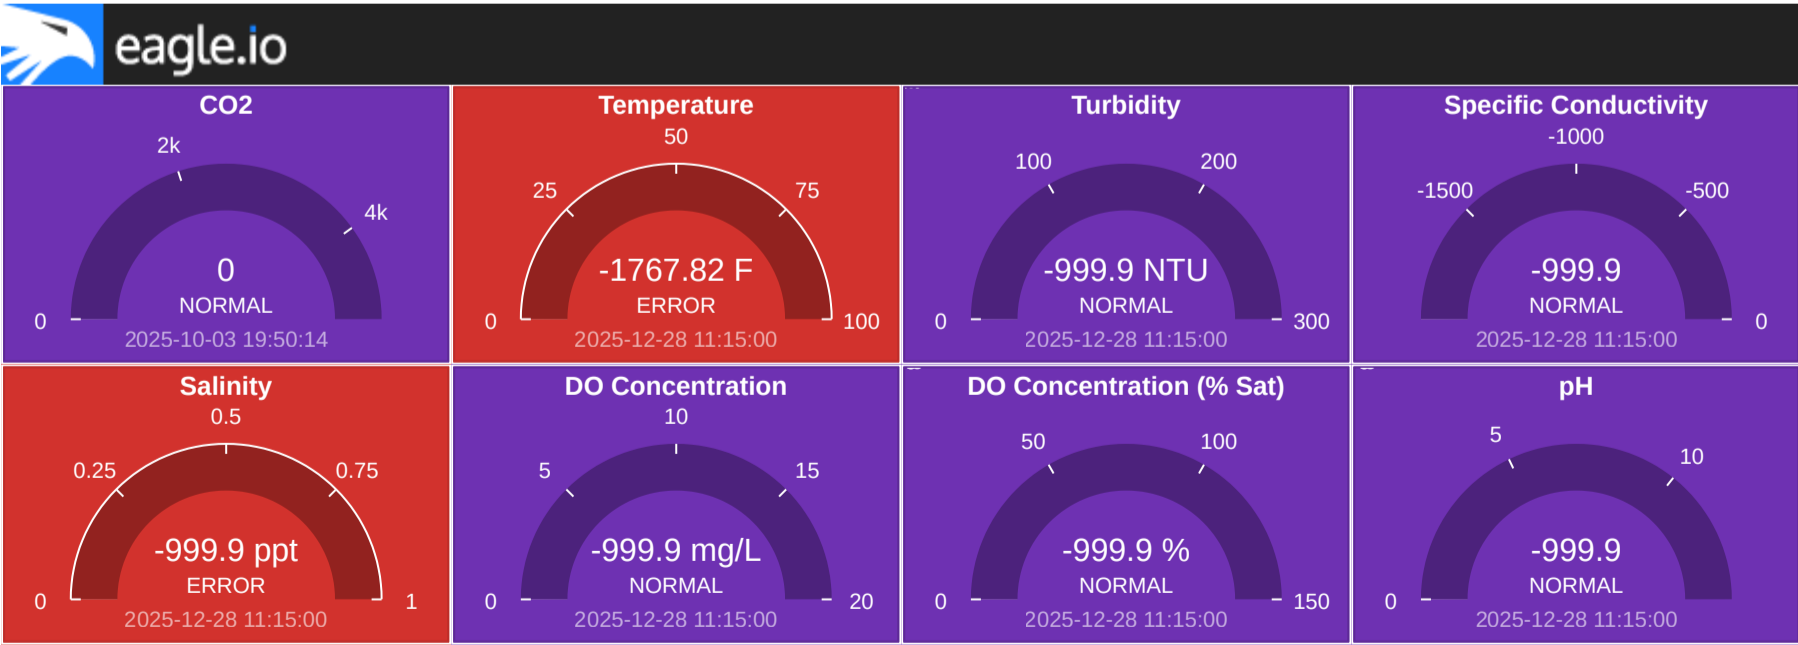 eagle.io
CO2
2k
4k
0
NORMAL
0
2025-10-03 19:50:14
Temperature
50
25
75
-1767.82 F
ERROR
0
100
2025-12-28 11:15:00
Turbidity
100
200
-999.9 NTU
NORMAL
0
300
2025-12-28 11:15:00
Specific Conductivity
-1000
-1500
-500
-999.9
NORMAL
0
2025-12-28 11:15:00
Salinity
0.5
0.25
0.75
-999.9 ppt
ERROR
0
1
2025-12-28 11:15:00
DO Concentration
10
5
15
-999.9 mg/L
NORMAL
0
20
2025-12-28 11:15:00
DO Concentration (% Sat)
50
100
-999.9 %
NORMAL
0
150
2025-12-28 11:15:00
pH
5
10
-999.9
NORMAL
0
2025-12-28 11:15:00